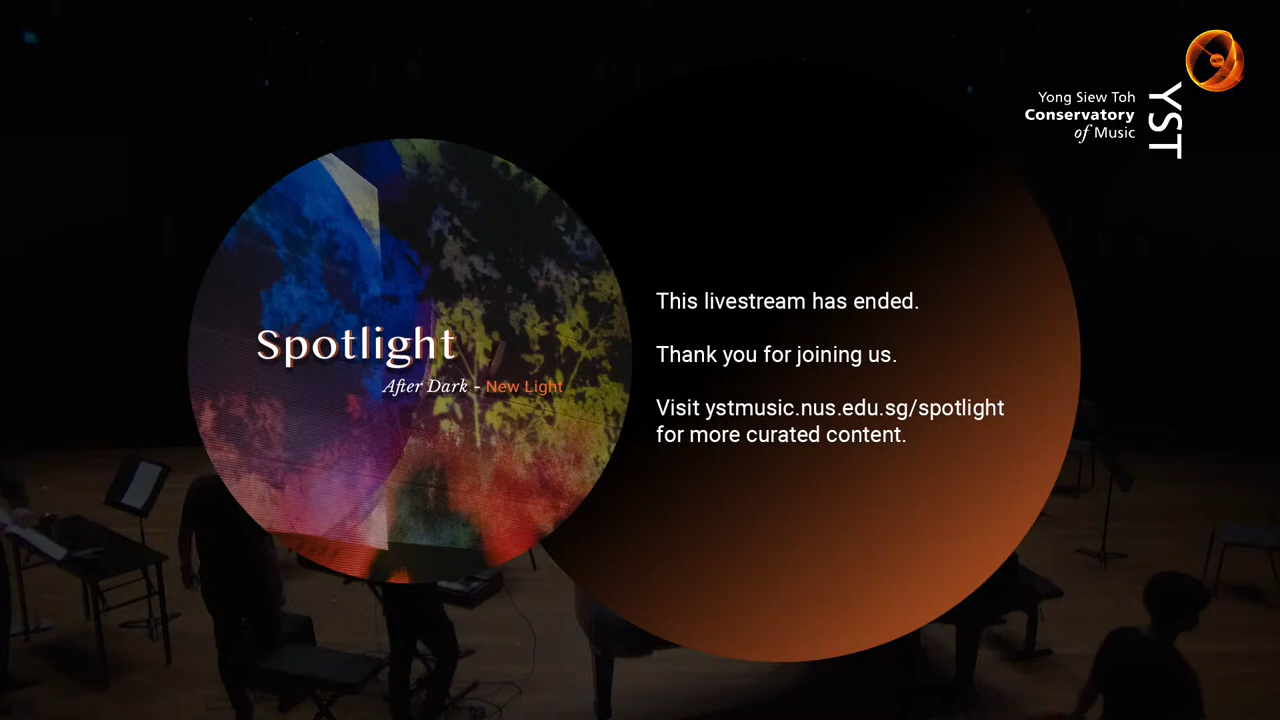 Yong Siew Toh
Conservatory
of Music
YST
Spotlight
After Dark - New Light
This livestream has ended.
Thank you for joining us.
Visit ystmusic.nus.edu.sg/spotlight
for more curated content.